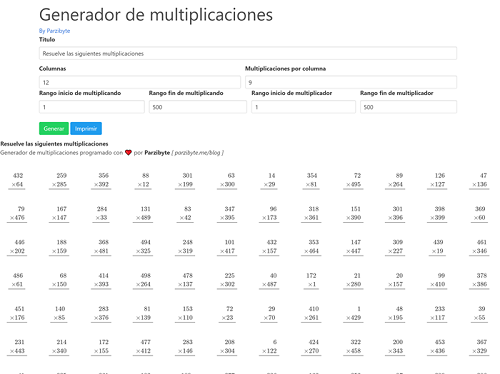 Generador de multiplicaciones
By Parzibyte
Título
Resuelve las siguientes multiplicaciones
Columnas Multiplicaciones por columna
12 9
Rango inicio de multiplicando Rango fin de multiplicando Rango inicio de multiplicador Rango fin de multiplicador
1 500 1 500
Generar Imprimir
Resuelve las siguientes multiplicaciones
Generador de multiplicaciones programado con ❤ por Parzibyte [ parzibyte.me/blog ]
432 259 356 88 301 63 14 354 72 89 126 47
×64 ×285 ×392 ×12 ×199 ×300 ×29 ×81 ×495 ×264 ×127 ×136
79 167 284 131 83 347 96 318 151 301 398 369
×476 ×147 ×33 ×489 ×42 ×395 ×173 ×361 ×390 ×396 ×399 ×60
446 188 368 494 248 101 432 353 147 309 439 461
×202 ×159 ×481 ×325 ×319 ×417 ×157 ×464 ×447 ×227 ×19 ×346
486 68 414 498 478 225 40 172 21 20 99 378
×61 ×150 ×393 ×264 ×137 ×302 ×487 ×1 ×280 ×157 ×410 ×386
451 140 283 81 153 72 29 410 1 48 233 39
×176 ×85 ×376 ×139 ×110 ×23 ×70 ×261 ×429 ×195 ×117 ×55
231 214 172 477 283 208 6 424 322 200 453 367
×443 ×340 ×155 ×412 ×146 ×304 ×122 ×270 ×458 ×343 ×436 ×329